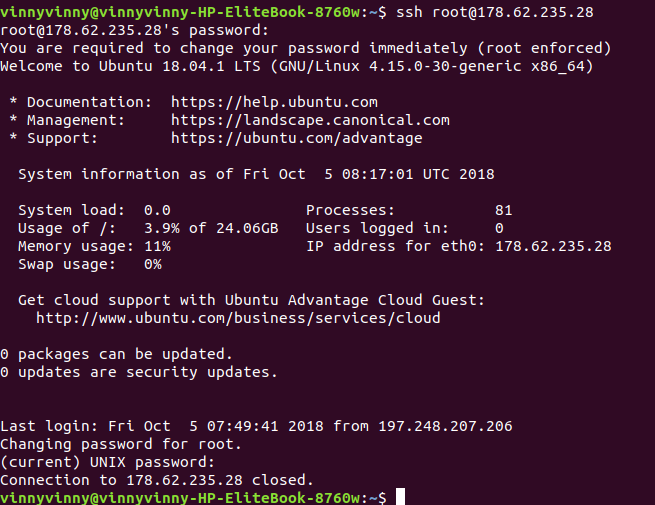 vinnyvinny@vinnyvinny-HP-EliteBook-8760w:~$ ssh root@178.62.235.28
root@178.62.235.28's password:
You are required to change your password immediately (root enforced)
Welcome to Ubuntu 18.04.1 LTS (GNU/Linux 4.15.0-30-generic x86_64)
* Documentation:  https://help.ubuntu.com
* Management:     https://landscape.canonical.com
* Support:        https://ubuntu.com/advantage
System information as of Fri Oct  5 08:17:01 UTC 2018
System load:  0.0               Processes:           81
Usage of /:   3.9% of 24.06GB   Users logged in:     0
Memory usage: 11%               IP address for eth0: 178.62.235.28
Swap usage:   0%
Get cloud support with Ubuntu Advantage Cloud Guest:
http://www.ubuntu.com/business/services/cloud
0 packages can be updated.
0 updates are security updates.
Last login: Fri Oct  5 07:49:41 2018 from 197.248.207.206
Changing password for root.
(current) UNIX password:
Connection to 178.62.235.28 closed.
vinnyvinny@vinnyvinny-HP-EliteBook-8760w:~$